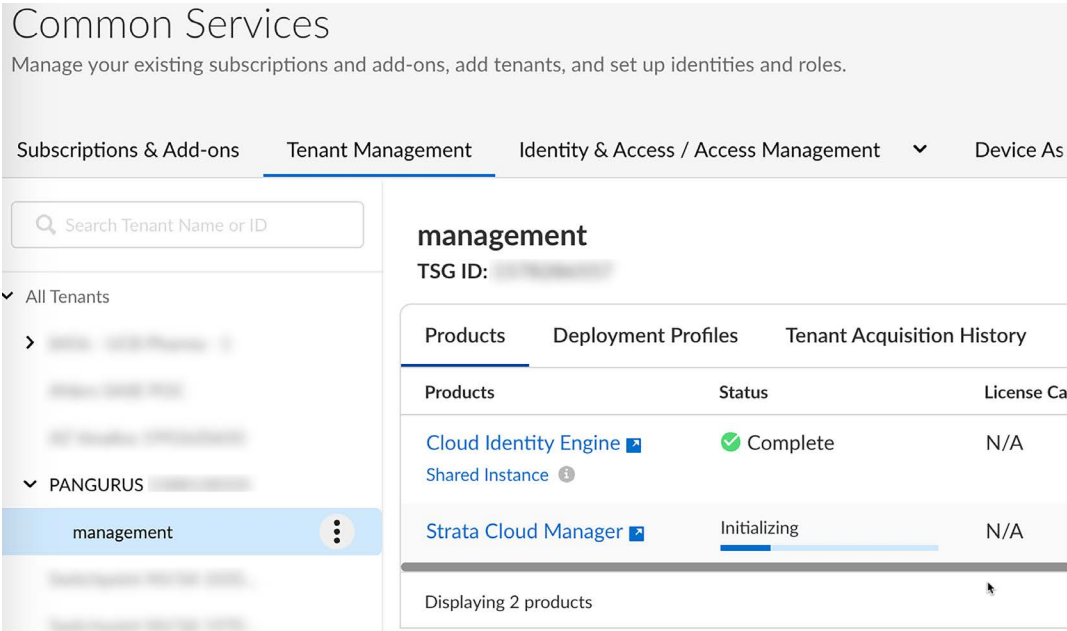 Common Services
Manage your existing subscriptions and add-ons, add tenants, and set up identities and roles.
Subscriptions & Add-ons
Tenant Management
Identity & Access / Access Management
Device As
Search Tenant Name or ID
All Tenants
PANGURUS
management
management
TSG ID:
Products
Deployment Profiles
Tenant Acquisition History
Products
Status
License Ca
Cloud Identity Engine
Complete
N/A
Shared Instance
Strata Cloud Manager
Initializing
N/A
Displaying 2 products